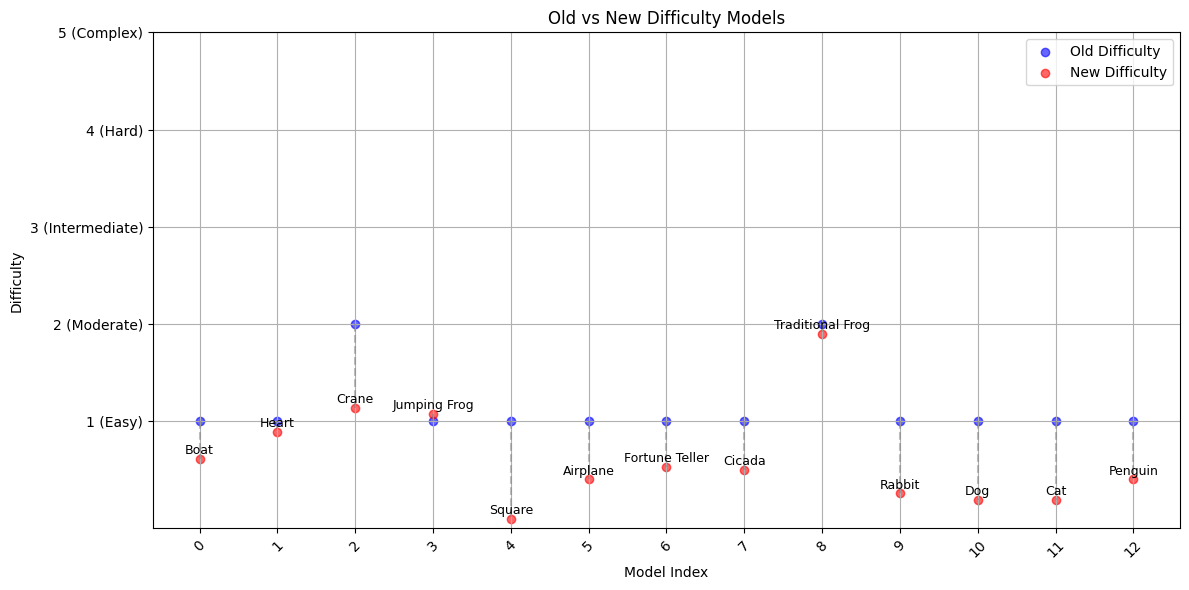 Old vs New Difficulty Models
5 (Complex)
4 (Hard)
3 (Intermediate)
2 (Moderate)
1 (Easy)
Difficulty
Old Difficulty
New Difficulty
Boat
Heart
Crane
Jumping Frog
Square
Airplane
Fortune Teller
Cicada
Traditional Frog
Rabbit
Dog
Cat
Penguin
0 1 2 3 4 5 6 7 8 9 10 11 12
Model Index